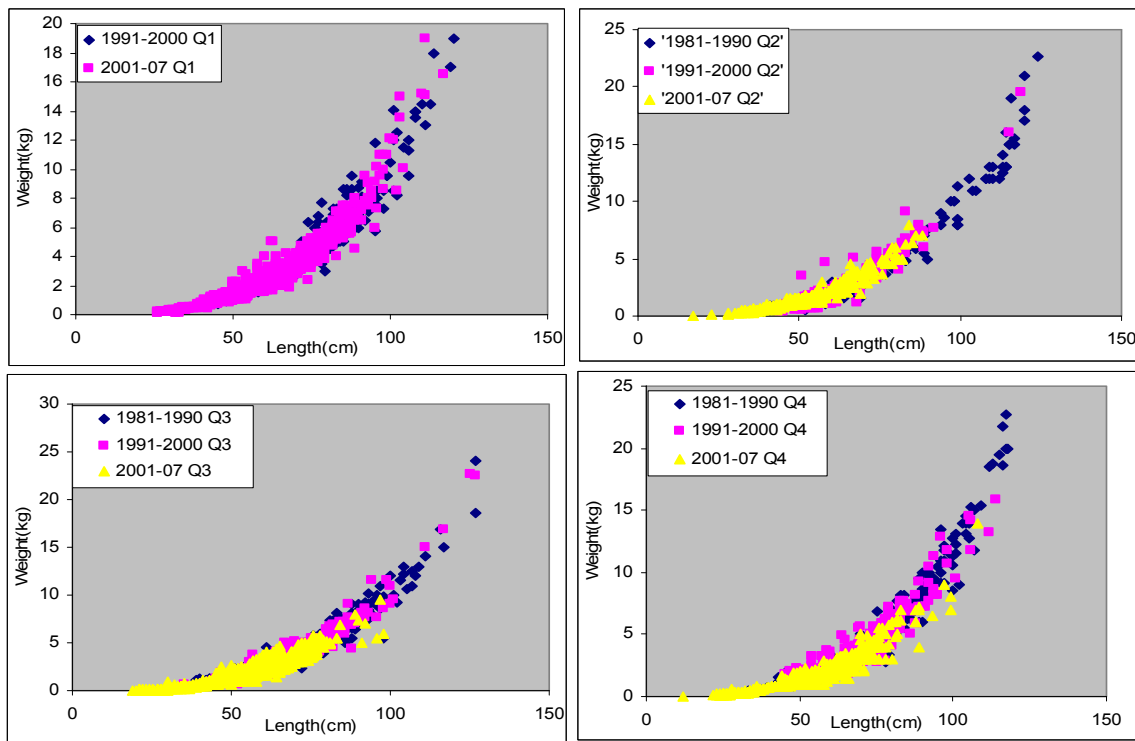 1991-2000 Q1
2001-07 Q1
Weight(kg)
20
18
16
14
12
10
8
6
4
2
0
0 50 100 150
Length(cm)
'1981-1990 Q2'
'1991-2000 Q2'
'2001-07 Q2'
Weight(kg)
25
20
15
10
5
0
0 50 100 150
Length(cm)
1981-1990 Q3
1991-2000 Q3
2001-07 Q3
Weight(kg)
30
25
20
15
10
5
0
0 50 100 150
Length(cm)
1981-1990 Q4
1991-2000 Q4
2001-07 Q4
Weight(kg)
25
20
15
10
5
0
0 50 100 150
Length(cm)